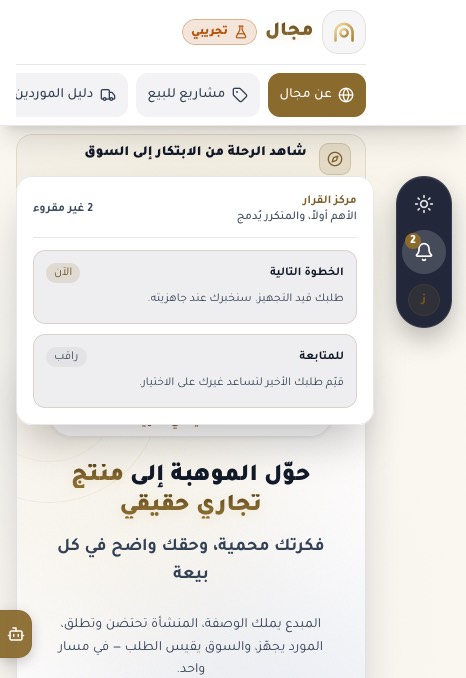 مجال
تجريبي
عن مجال
مشاريع للبيع
دليل الموردين
شاهد الرحلة من الابتكار إلى السوق
مركز القرار
الأهم أولاً، والمتكرر يُدمج
2 غير مقروء
الخطوة التالية
الآن
طلبك قيد التجهيز. سنخبرك عند جاهزيته.
للمتابعة
راقب
قيّم طلبك الأخير لتساعد غيرك على الاختيار.
2
ز
حوّل الموهبة إلى منتج
تجاري حقيقي
فكرتك محمية، وحقك واضح في كل
بيعة
المبدع يملك الوصفة، المنشأة تحتضن وتطلق،
المورد يجهّز، والسوق يقيس الطلب — في مسار
واحد.